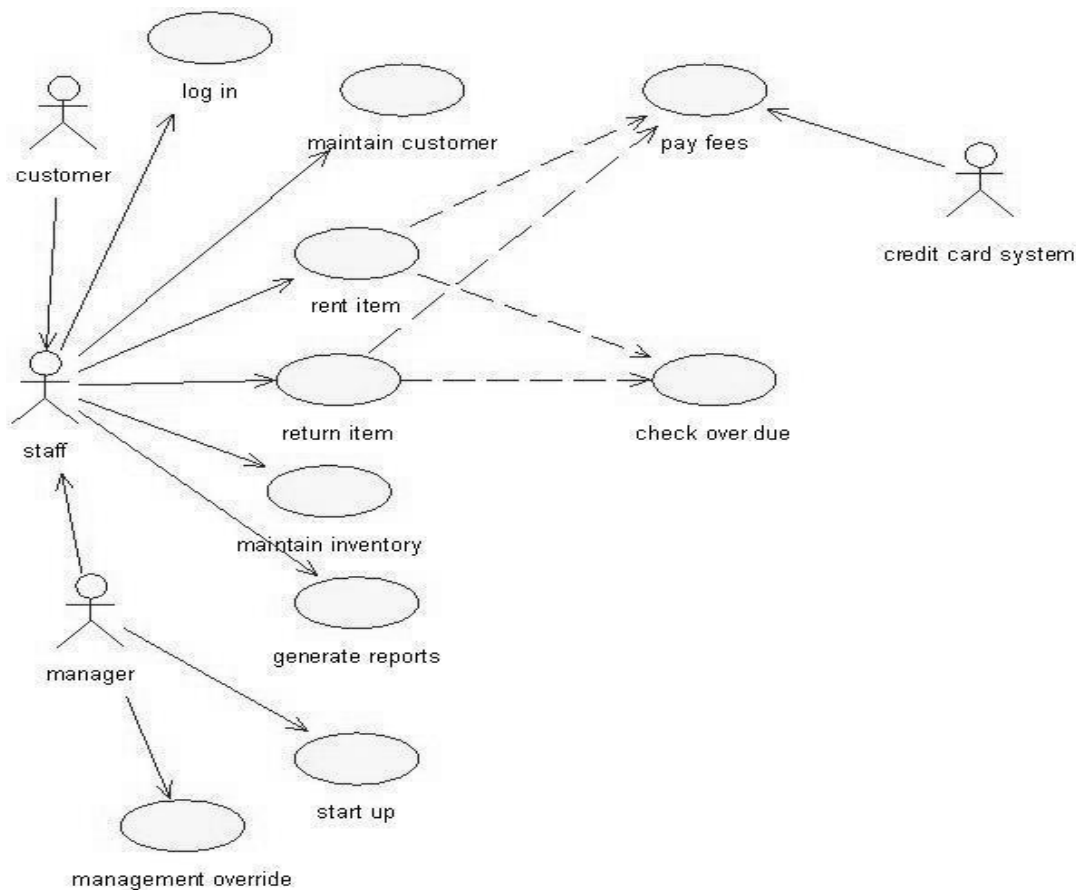 log in
maintain customer
pay fees
customer
credit card system
rent item
return item
check over due
staff
maintain inventory
generate reports
manager
start up
management override